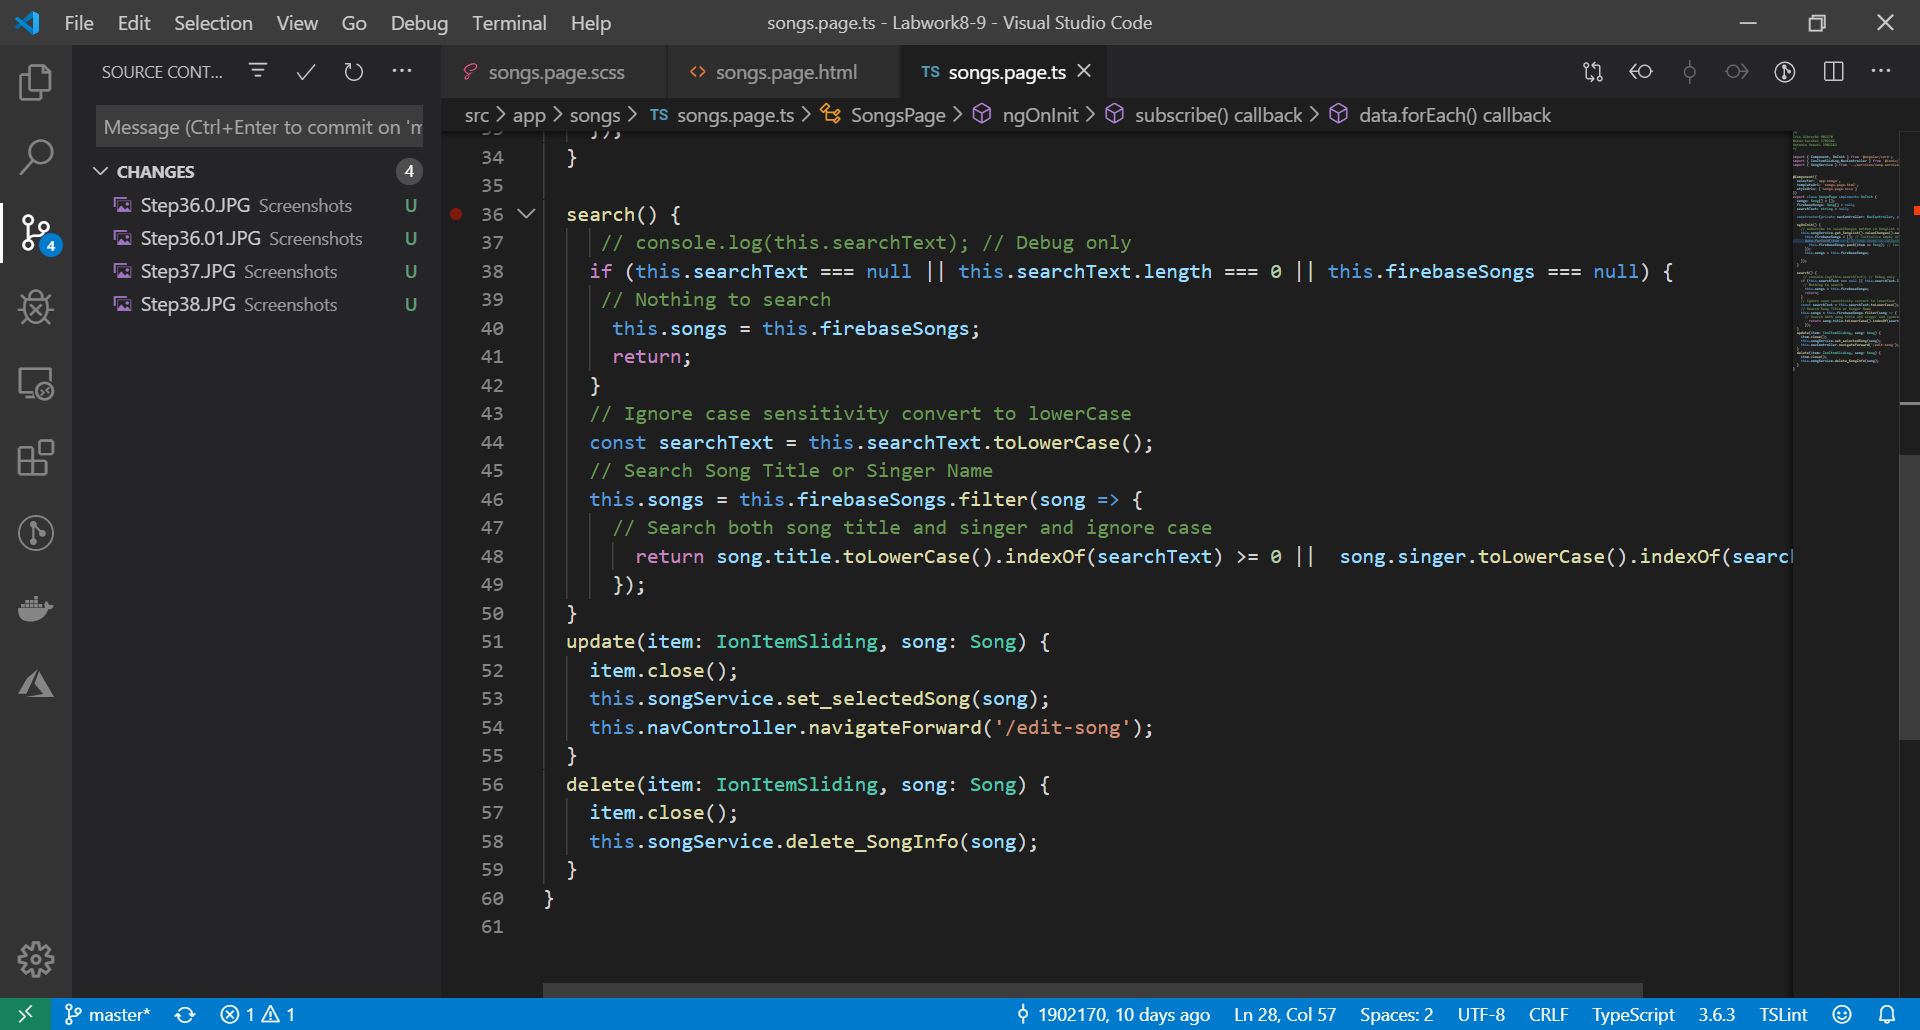 File Edit Selection View Go Debug Terminal Help songs.page.ts - Labwork8-9 - Visual Studio Code
SOURCE CONT...
songs.page.scss songs.page.html TS songs.page.ts
Message (Ctrl+Enter to commit on 'm
src > app > songs > TS songs.page.ts > SongsPage > ngOnInit > subscribe() callback > data.forEach() callback
CHANGES 4
Step36.0.JPG Screenshots U
Step36.01.JPG Screenshots U
Step37.JPG Screenshots U
Step38.JPG Screenshots U
4
34 }
35
36 search() {
37 // console.log(this.searchText); // Debug only
38 if (this.searchText === null || this.searchText.length === 0 || this.firebaseSongs === null) {
39 // Nothing to search
40 this.songs = this.firebaseSongs;
41 return;
42 }
43 // Ignore case sensitivity convert to lowerCase
44 const searchText = this.searchText.toLowerCase();
45 // Search Song Title or Singer Name
46 this.songs = this.firebaseSongs.filter(song => {
47 // Search both song title and singer and ignore case
48 return song.title.toLowerCase().indexOf(searchText) >= 0 || song.singer.toLowerCase().indexOf(searc
49 });
50 }
51 update(item: IonItemSliding, song: Song) {
52 item.close();
53 this.songService.set_selectedSong(song);
54 this.navController.navigateForward('/edit-song');
55 }
56 delete(item: IonItemSliding, song: Song) {
57 item.close();
58 this.songService.delete_SongInfo(song);
59 }
60 }
61
master* 1 1 1902170, 10 days ago Ln 28, Col 57 Spaces: 2 UTF-8 CRLF TypeScript 3.6.3 TSLint